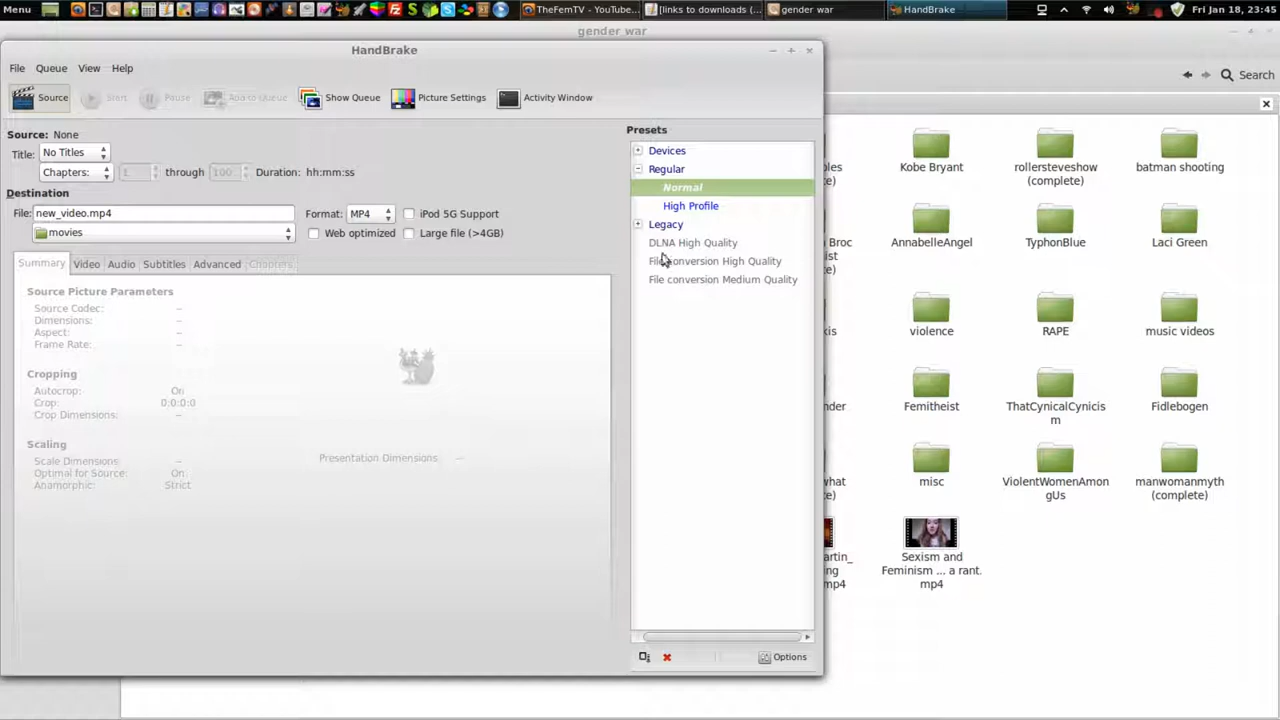 Menu
TheFemTV - YouTube...
[links to downloads (...
gender war
HandBrake
Fri Jan 18, 23:45
gender war
HandBrake
Search
File Queue View Help
Source Start Pause Add to Queue Show Queue Picture Settings Activity Window
Source: None
Title: No Titles
Chapters: 1 through 100 Duration: hh:mm:ss
Destination
File: new_video.mp4 Format: MP4 iPod 5G Support
movies Web optimized Large file (>4GB)
Summary Video Audio Subtitles Advanced Chapters
Source Picture Parameters
Source Codec: --
Dimensions: --
Aspect: --
Frame Rate: --
Cropping
Autocrop: On
Crop: 0:0:0:0
Crop Dimensions: --
Scaling
Scale Dimensions: --
Optimal for Source: On
Anamorphic: Strict
Presentation Dimensions --
Presets
Devices
Regular
Normal
High Profile
Legacy
DLNA High Quality
File conversion High Quality
File conversion Medium Quality
Options
Kobe Bryant
rollersteveshow
(complete)
batman shooting
AnnabelleAngel
TyphonBlue
Laci Green
violence
RAPE
music videos
Femitheist
ThatCynicalCynicis
m
Fidlebogen
misc
ViolentWomenAmon
gUs
manwomanmyth
(complete)
Sexism and
Feminism ... a rant.
mp4